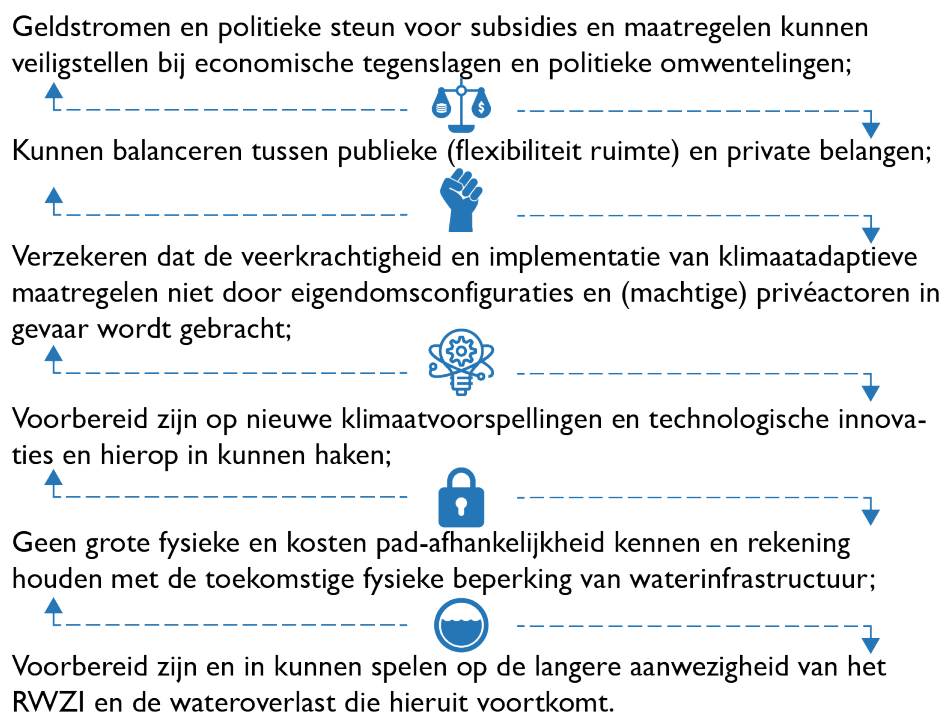 Geldstromen en politieke steun voor subsidies en maatregelen kunnen
veiligstellen bij economische tegenslagen en politieke omwentelingen;
$
Kunnen balanceren tussen publieke (flexibiliteit ruimte) en private belangen;
Verzekeren dat de veerkrachtigheid en implementatie van klimaatadaptieve
maatregelen niet door eigendomsconfiguraties en (machtige) privéactoren in
gevaar wordt gebracht;
Voorbereid zijn op nieuwe klimaatvoorspellingen en technologische innova-
ties en hierop in kunnen haken;
Geen grote fysieke en kosten pad-afhankelijkheid kennen en rekening
houden met de toekomstige fysieke beperking van waterinfrastructuur;
Voorbereid zijn en in kunnen spelen op de langere aanwezigheid van het
RWZI en de wateroverlast die hieruit voortkomt.